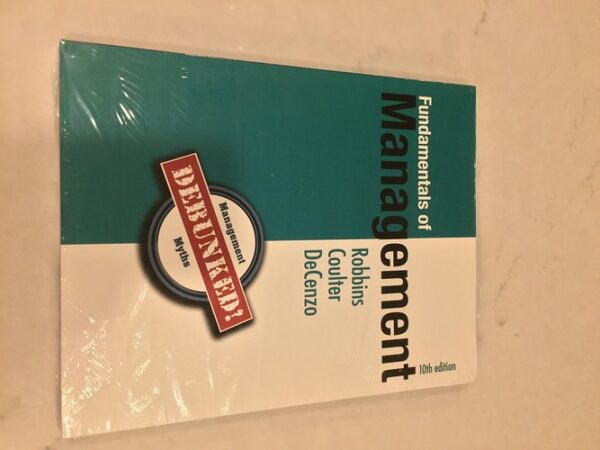 Fundamentals of
Management
10th edition
Robbins
Coulter
DeCenzo
Management
DEBUNKED!
Myths